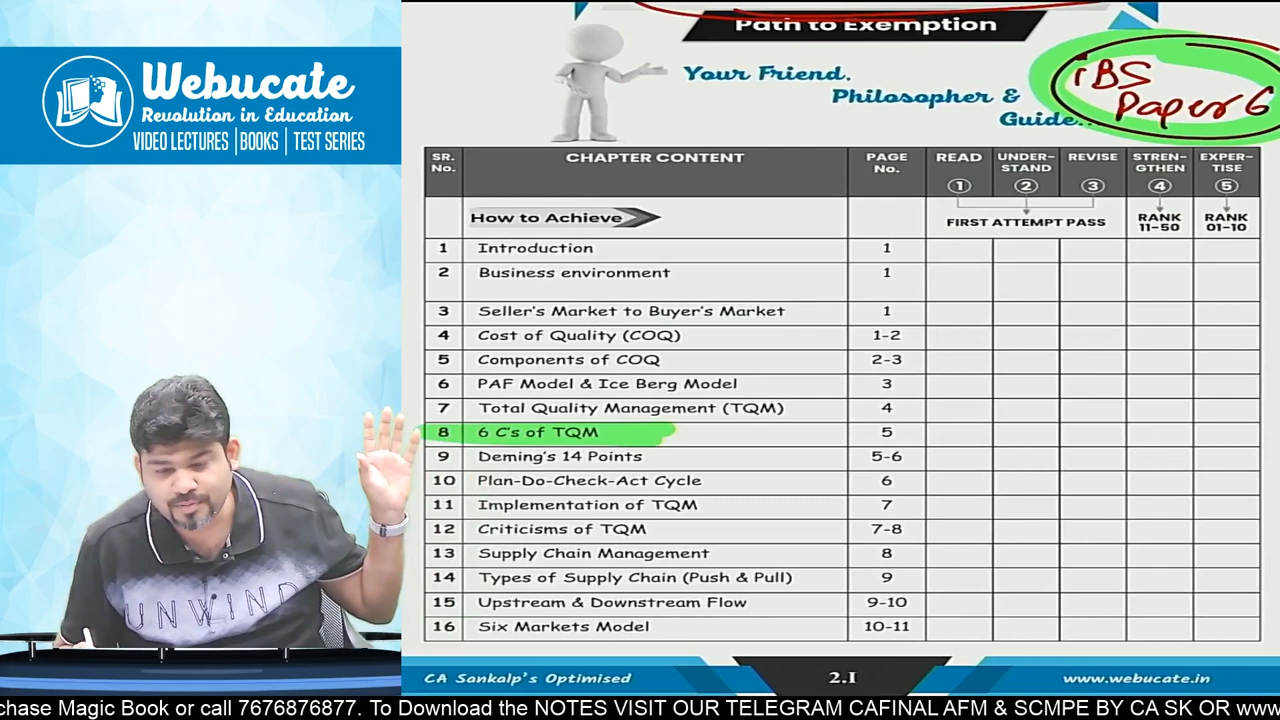 Webucate
Revolution in Education
VIDEO LECTURES | BOOKS | TEST SERIES
UNWIND
Path to Exemption
Your Friend,
Philosopher &
Guide..
iBS
Paper 6
SR. No. CHAPTER CONTENT PAGE No. READ ① UNDER-STAND ② REVISE ③ STREN-GTHEN ④ EXPER-TISE ⑤
How to Achieve FIRST ATTEMPT PASS RANK 11-50 RANK 01-10
1 Introduction 1
2 Business environment 1
3 Seller's Market to Buyer's Market 1
4 Cost of Quality (COQ) 1-2
5 Components of COQ 2-3
6 PAF Model & Ice Berg Model 3
7 Total Quality Management (TQM) 4
8 6 C's of TQM 5
9 Deming's 14 Points 5-6
10 Plan-Do-Check-Act Cycle 6
11 Implementation of TQM 7
12 Criticisms of TQM 7-8
13 Supply Chain Management 8
14 Types of Supply Chain (Push & Pull) 9
15 Upstream & Downstream Flow 9-10
16 Six Markets Model 10-11
CA Sankalp's Optimised 2.I www.webucate.in
chase Magic Book or call 7676876877. To Download the NOTES VISIT OUR TELEGRAM CAFINAL AFM & SCMPE BY CA SK OR www